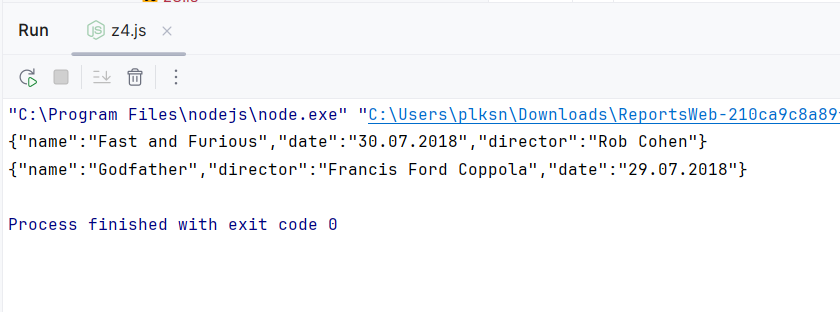 Run z4.js
"C:\Program Files\nodejs\node.exe" "C:\Users\plksn\Downloads\ReportsWeb-210ca9c8a89
{"name":"Fast and Furious","date":"30.07.2018","director":"Rob Cohen"}
{"name":"Godfather","director":"Francis Ford Coppola","date":"29.07.2018"}
Process finished with exit code 0